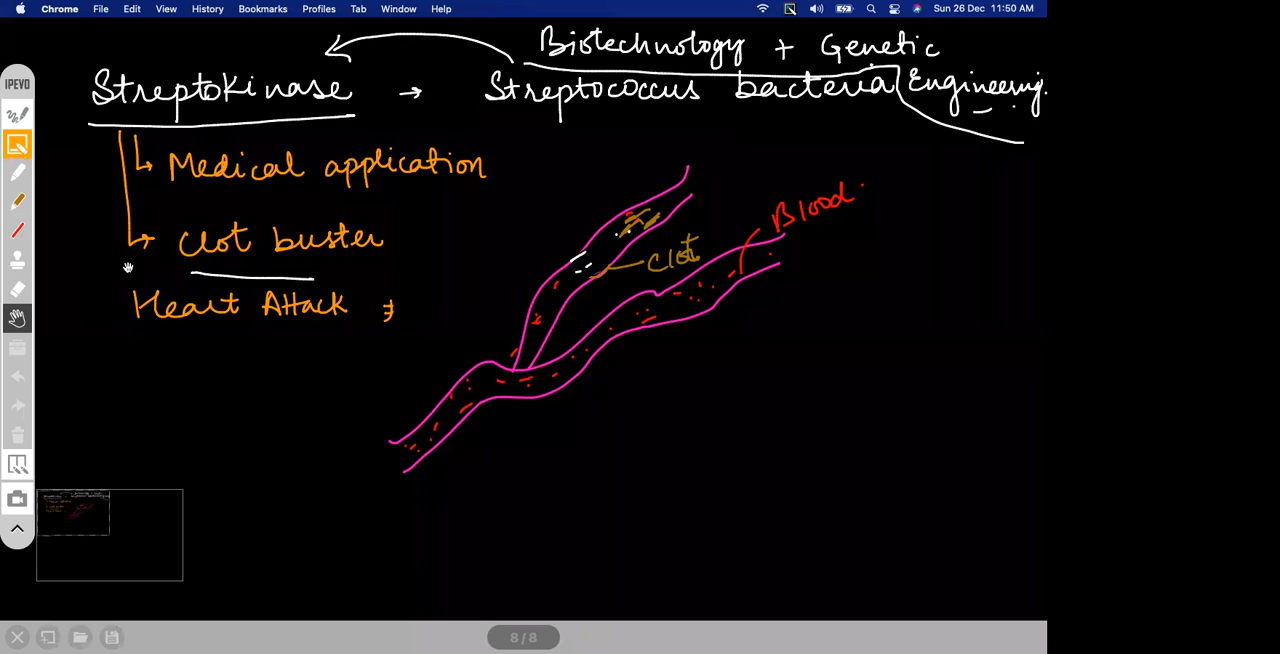 Chrome File Edit View History Bookmarks Profiles Tab Window Help Sun 26 Dec 11:50 AM
IPEVO
Biotechnology + Genetic
Streptokinase → Streptococcus bacteria Engineering.
Medical application
Clot buster
Heart Attack
Blood
Clot
8/8